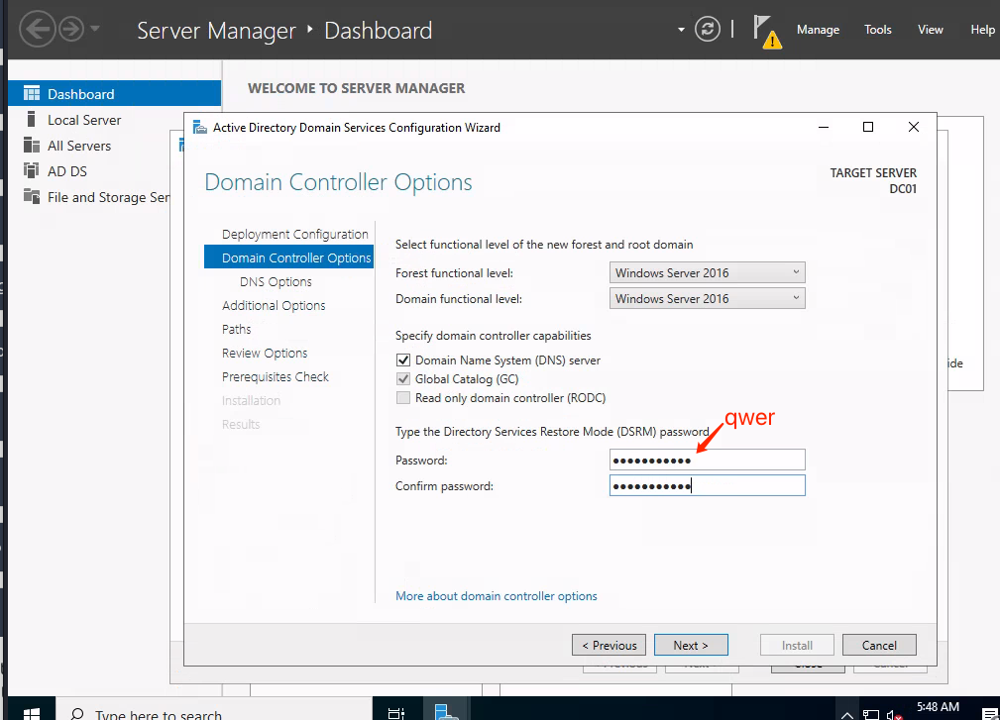 Server Manager ‣ Dashboard
Manage Tools View Help
Dashboard
Local Server
All Servers
AD DS
File and Storage Ser
WELCOME TO SERVER MANAGER
Active Directory Domain Services Configuration Wizard
Domain Controller Options
TARGET SERVER
DC01
Deployment Configuration
Domain Controller Options
DNS Options
Additional Options
Paths
Review Options
Prerequisites Check
Installation
Results
Select functional level of the new forest and root domain
Forest functional level: Windows Server 2016
Domain functional level: Windows Server 2016
Specify domain controller capabilities
Domain Name System (DNS) server
Global Catalog (GC)
Read only domain controller (RODC)
Type the Directory Services Restore Mode (DSRM) password
qwer
Password: ●●●●●●●●●●●
Confirm password: ●●●●●●●●●●●
More about domain controller options
< Previous Next > Install Cancel
ide
Close
Type here to search
5:48 AM